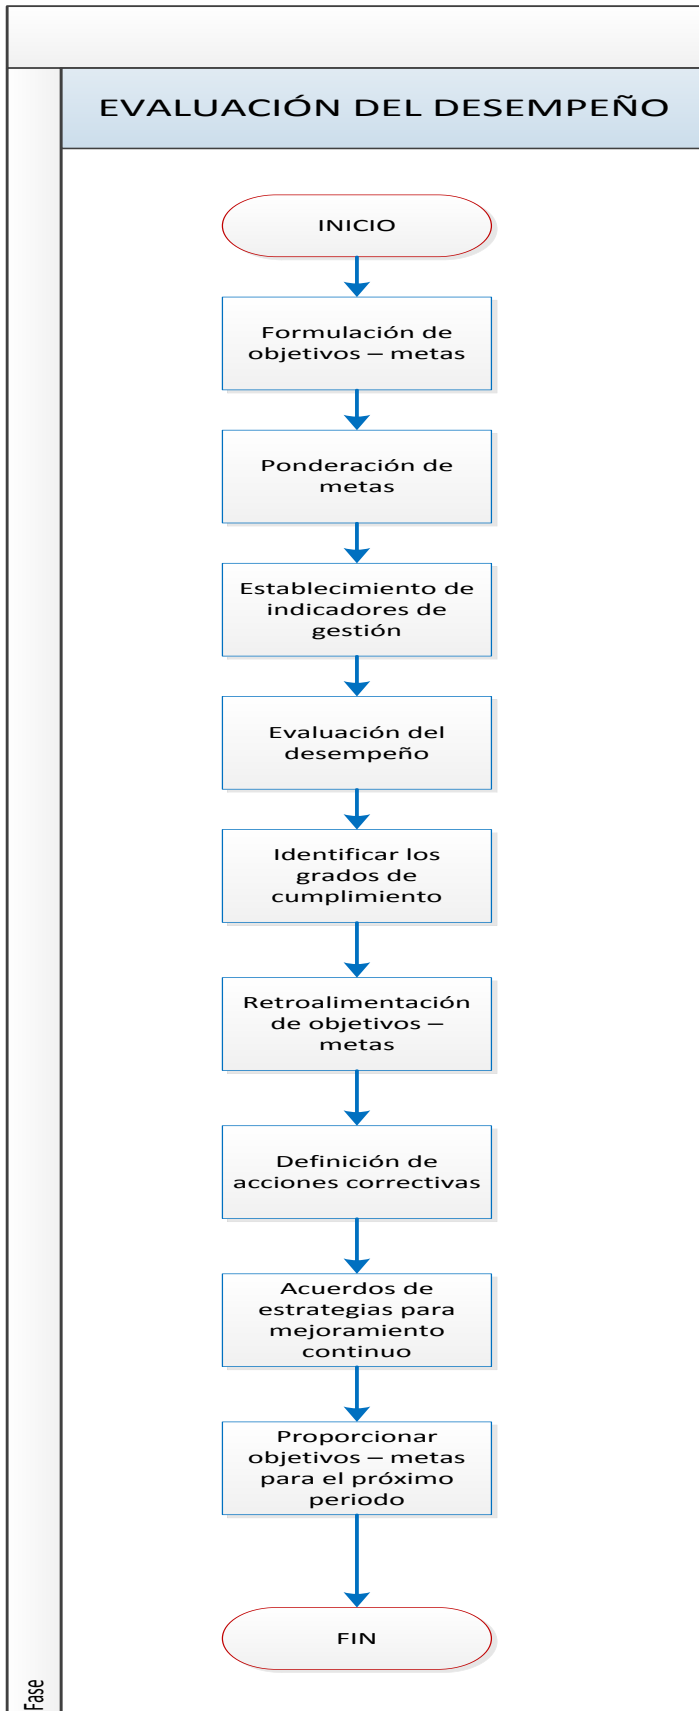 EVALUACIÓN DEL DESEMPEÑO
INICIO
Formulación de
objetivos – metas
Ponderación de
metas
Establecimiento de
indicadores de
gestión
Evaluación del
desempeño
Identificar los
grados de
cumplimiento
Retroalimentación
de objetivos –
metas
Definición de
acciones correctivas
Acuerdos de
estrategias para
mejoramiento
continuo
Proporcionar
objetivos – metas
para el próximo
periodo
FIN
Fase